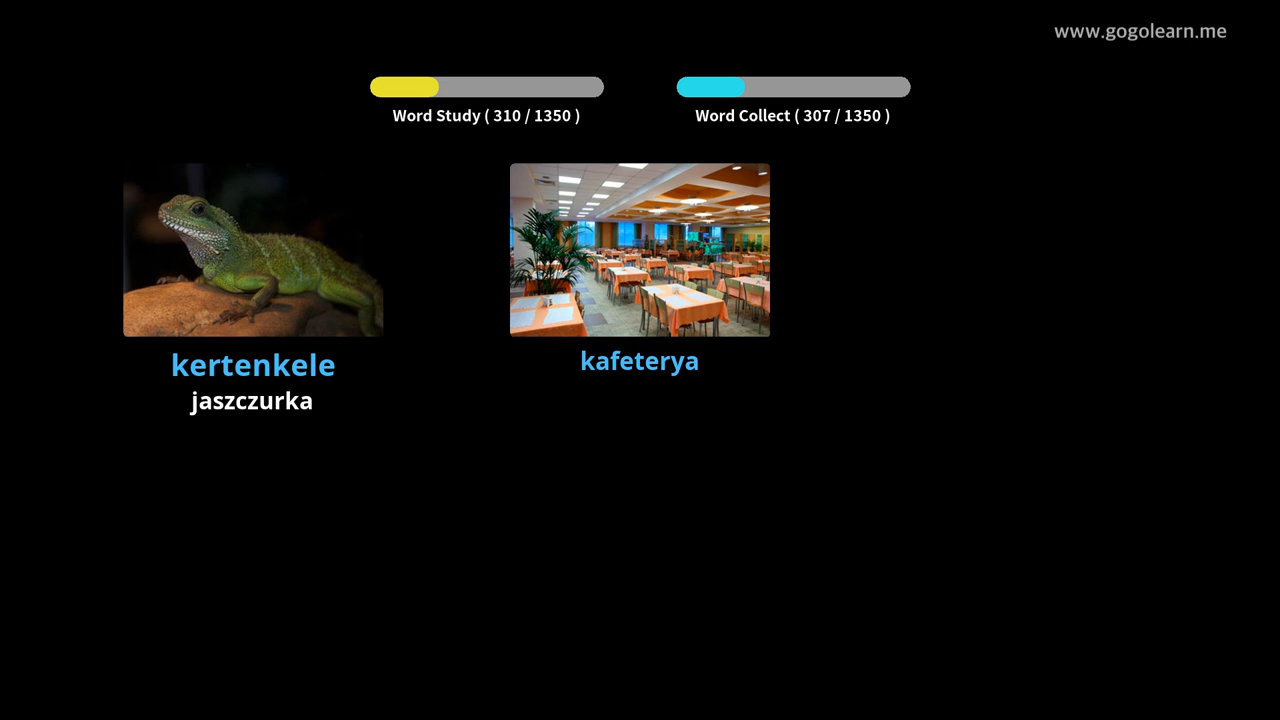 www.gogolearn.me
Word Study ( 310 / 1350 )
Word Collect ( 307 / 1350 )
kertenkele
jaszczurka
kafeterya